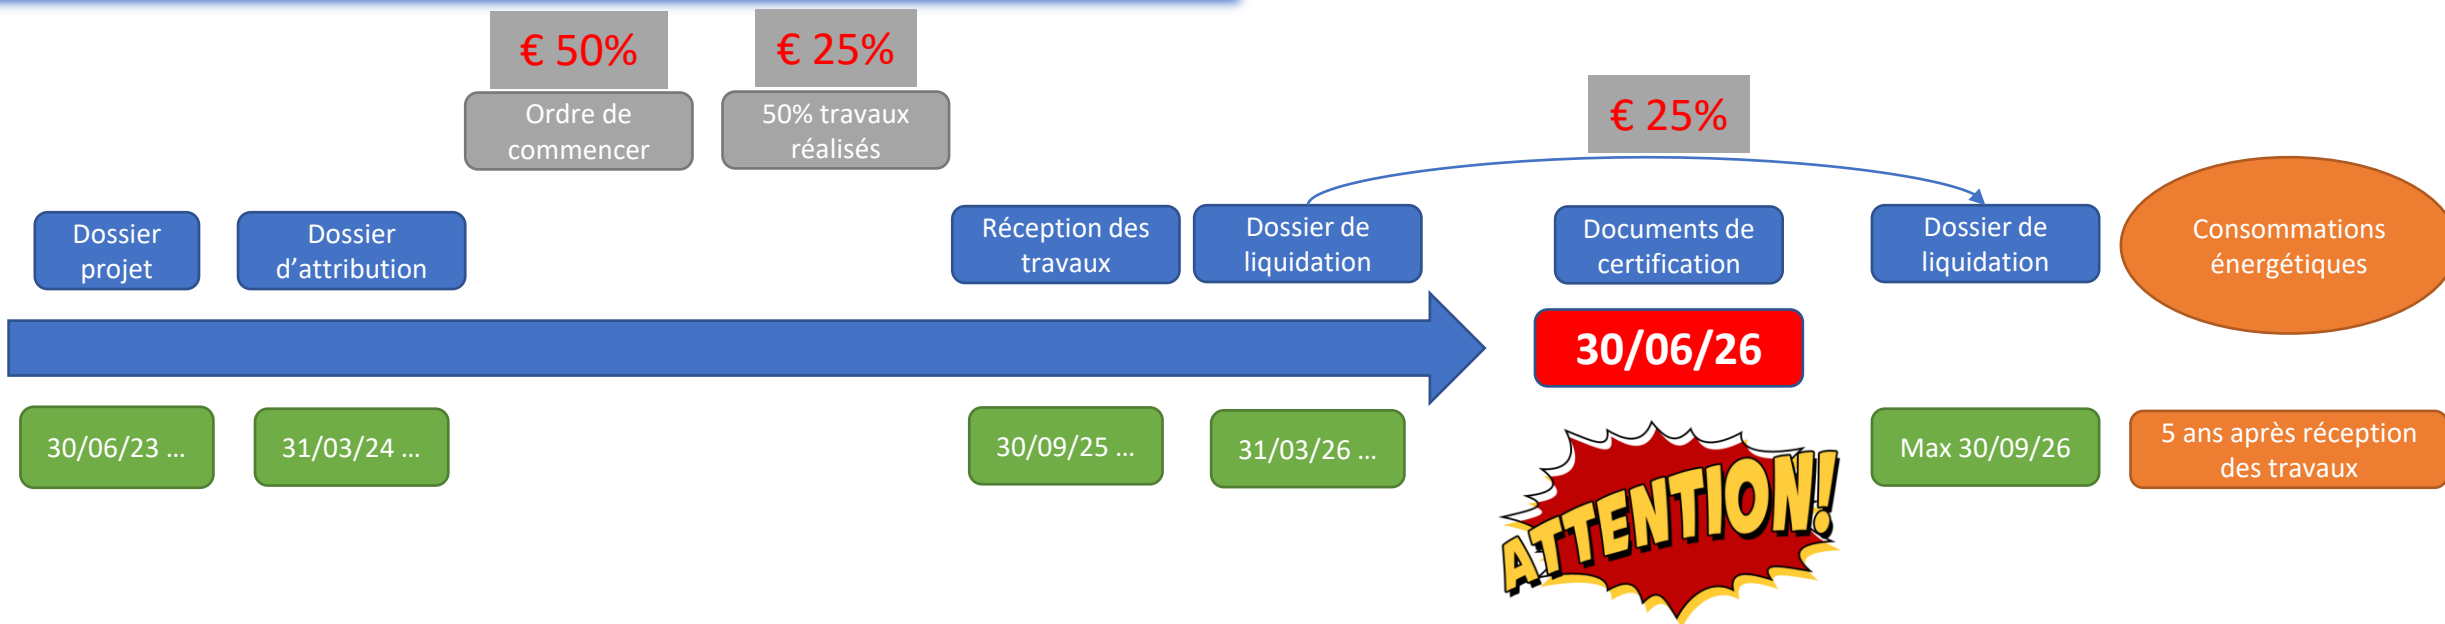 € 50%
€ 25%
Ordre de
commencer
50% travaux
réalisés
€ 25%
Dossier
projet
Dossier
d’attribution
Réception des
travaux
Dossier de
liquidation
Documents de
certification
Dossier de
liquidation
Consommations
énergétiques
30/06/26
30/06/23 ...
31/03/24 ...
30/09/25 ...
31/03/26 ...
Max 30/09/26
5 ans après réception
des travaux
ATTENTION!